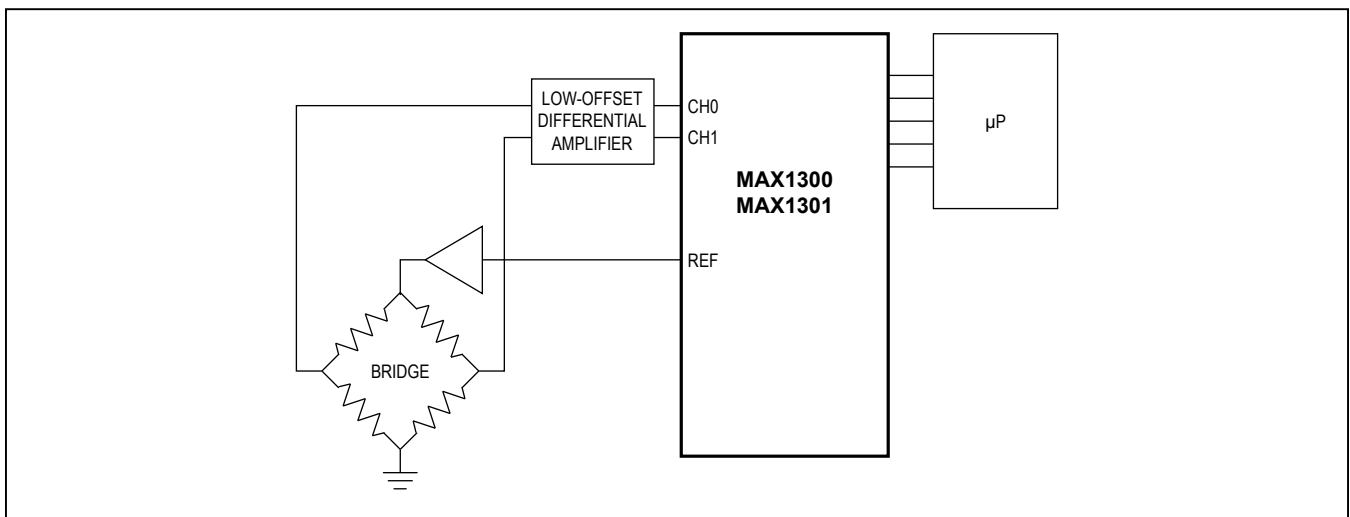 LOW-OFFSET
DIFFERENTIAL
AMPLIFIER
CH0
CH1
MAX1300
MAX1301
REF
µP
BRIDGE